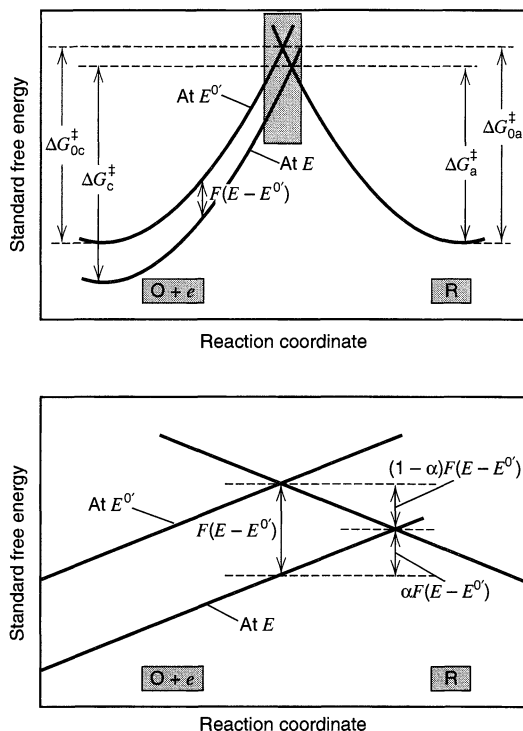 At E⁰′
ΔG‡0c
ΔG‡c
ΔG‡a
ΔG‡0a
At E
F(E − E⁰′)
Standard free energy
O + e
R
Reaction coordinate
(1 − α)F(E − E⁰′)
At E⁰′
F(E − E⁰′)
αF(E − E⁰′)
At E
Standard free energy
O + e
R
Reaction coordinate